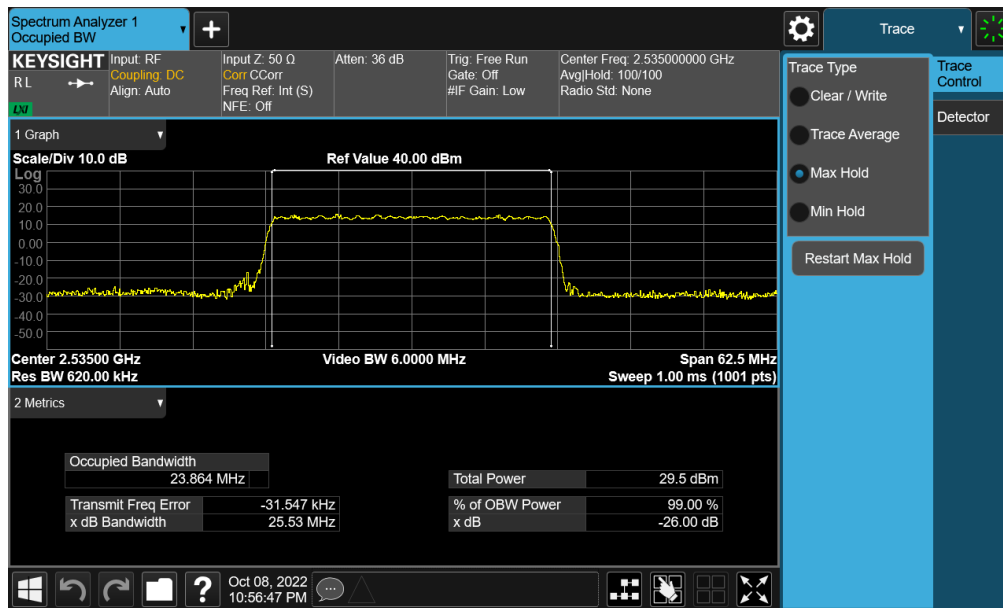 Spectrum Analyzer 1
Occupied BW
Trace
KEYSIGHT
RL
LXI
Input: RF
Coupling: DC
Align: Auto
Input Z: 50 Ω
Corr CCorr
Freq Ref: Int (S)
NFE: Off
Atten: 36 dB
Trig: Free Run
Gate: Off
#IF Gain: Low
Center Freq: 2.535000000 GHz
Avg|Hold: 100/100
Radio Std: None
Trace Type
Clear / Write
Trace Average
Max Hold
Min Hold
Restart Max Hold
Trace
Control
Detector
1 Graph
Scale/Div 10.0 dB
Ref Value 40.00 dBm
Log
30.0
20.0
10.0
0.00
-10.0
-20.0
-30.0
-40.0
-50.0
Center 2.53500 GHz
Video BW 6.0000 MHz
Span 62.5 MHz
Res BW 620.00 kHz
Sweep 1.00 ms (1001 pts)
2 Metrics
Occupied Bandwidth
23.864 MHz
Total Power 29.5 dBm
Transmit Freq Error -31.547 kHz
% of OBW Power 99.00 %
x dB Bandwidth 25.53 MHz
x dB -26.00 dB
?
Oct 08, 2022
10:56:47 PM